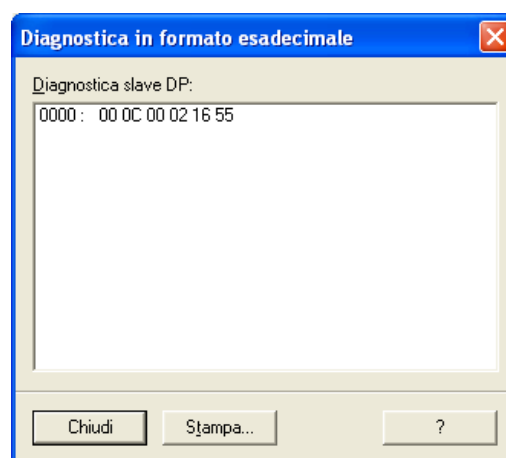 Diagnostica in formato esadecimale
Diagnostica slave DP:
0000 : 00 0C 00 02 16 55
Chiudi
Stampa...
?